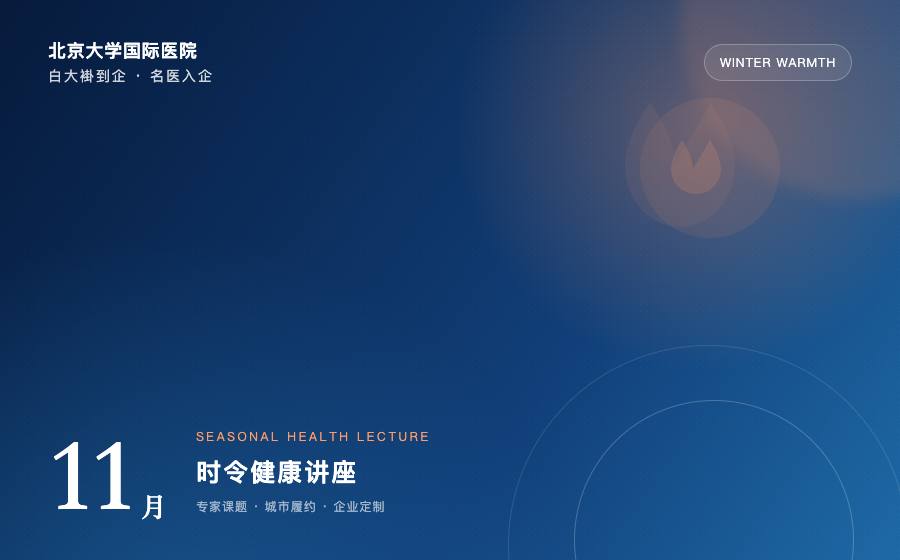 北京大学国际医院
白大褂到企 · 名医入企
WINTER WARMTH
SEASONAL HEALTH LECTURE
11月
时令健康讲座
专家课题 · 城市履约 · 企业定制